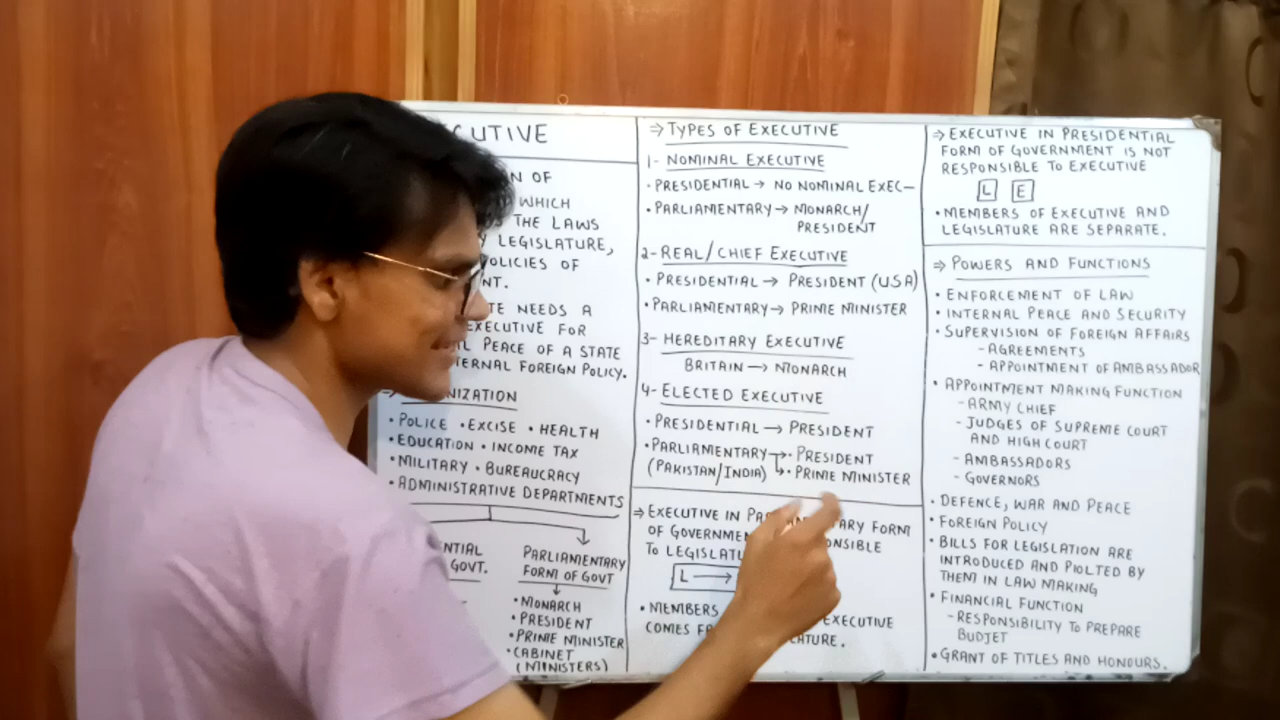 CUTIVE
N OF
WHICH
THE LAWS
LEGISLATURE,
OLICIES OF
NT.
TE NEEDS A
EXECUTIVE FOR
L PEACE OF A STATE
TERNAL FOREIGN POLICY.
NIZATION
• POLICE • EXCISE • HEALTH
• EDUCATION • INCOME TAX
• MILITARY • BUREAUCRACY
• ADMINISTRATIVE DEPARTMENTS
NTIAL
GOVT.
PARLIAMENTARY
FORM OF GOVT
• MONARCH
• PRESIDENT
• PRIME MINISTER
• CABINET
(MINISTERS)
⇒ TYPES OF EXECUTIVE
1- NOMINAL EXECUTIVE
• PRESIDENTIAL → NO NOMINAL EXEC-
• PARLIAMENTARY → MONARCH/
PRESIDENT
2- REAL/CHIEF EXECUTIVE
• PRESIDENTIAL → PRESIDENT (USA)
• PARLIAMENTARY → PRIME MINISTER
3- HEREDITARY EXECUTIVE
BRITAIN → MONARCH
4- ELECTED EXECUTIVE
• PRESIDENTIAL → PRESIDENT
• PARLIAMENTARY → • PRESIDENT
(PAKISTAN/INDIA) ↳ • PRIME MINISTER
⇒ EXECUTIVE IN PA TARY FORM
OF GOVERNME PONSIBLE
TO LEGISLATU
L →
• MEMBERS EXECUTIVE
COMES F ATURE.
⇒ EXECUTIVE IN PRESIDENTIAL
FORM OF GOVERNMENT IS NOT
RESPONSIBLE TO EXECUTIVE
L E
• MEMBERS OF EXECUTIVE AND
LEGISLATURE ARE SEPARATE.
⇒ POWERS AND FUNCTIONS
• ENFORCEMENT OF LAW
• INTERNAL PEACE AND SECURITY
• SUPERVISION OF FOREIGN AFFAIRS
- AGREEMENTS
- APPOINTMENT OF AMBASSADOR
• APPOINTMENT MAKING FUNCTION
- ARMY CHIEF
- JUDGES OF SUPREME COURT
AND HIGH COURT
- AMBASSADORS
- GOVERNORS
• DEFENCE, WAR AND PEACE
• FOREIGN POLICY
• BILLS FOR LEGISLATION ARE
INTRODUCED AND PIOLTED BY
THEM IN LAW MAKING
• FINANCIAL FUNCTION
- RESPONSIBILITY TO PREPARE
BUDJET
• GRANT OF TITLES AND HONOURS.